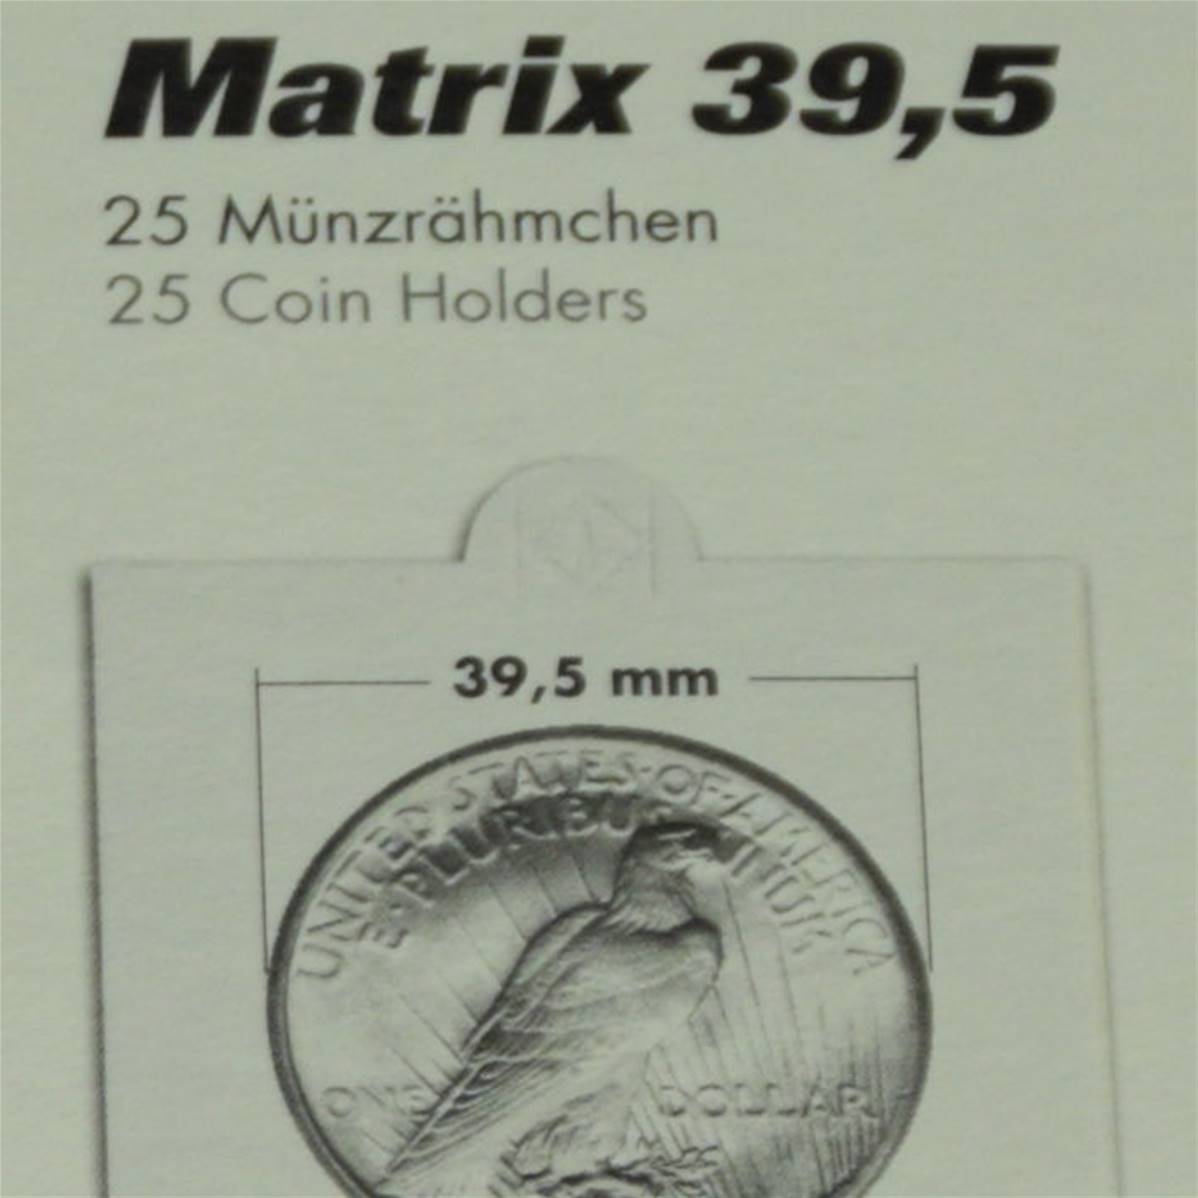 Matrix 39,5
25 Münzrähmchen
25 Coin Holders
39,5 mm
UNITED·STATES·OF·AMERICA
E·PLURIBUS UNUM
ONE DOLLAR